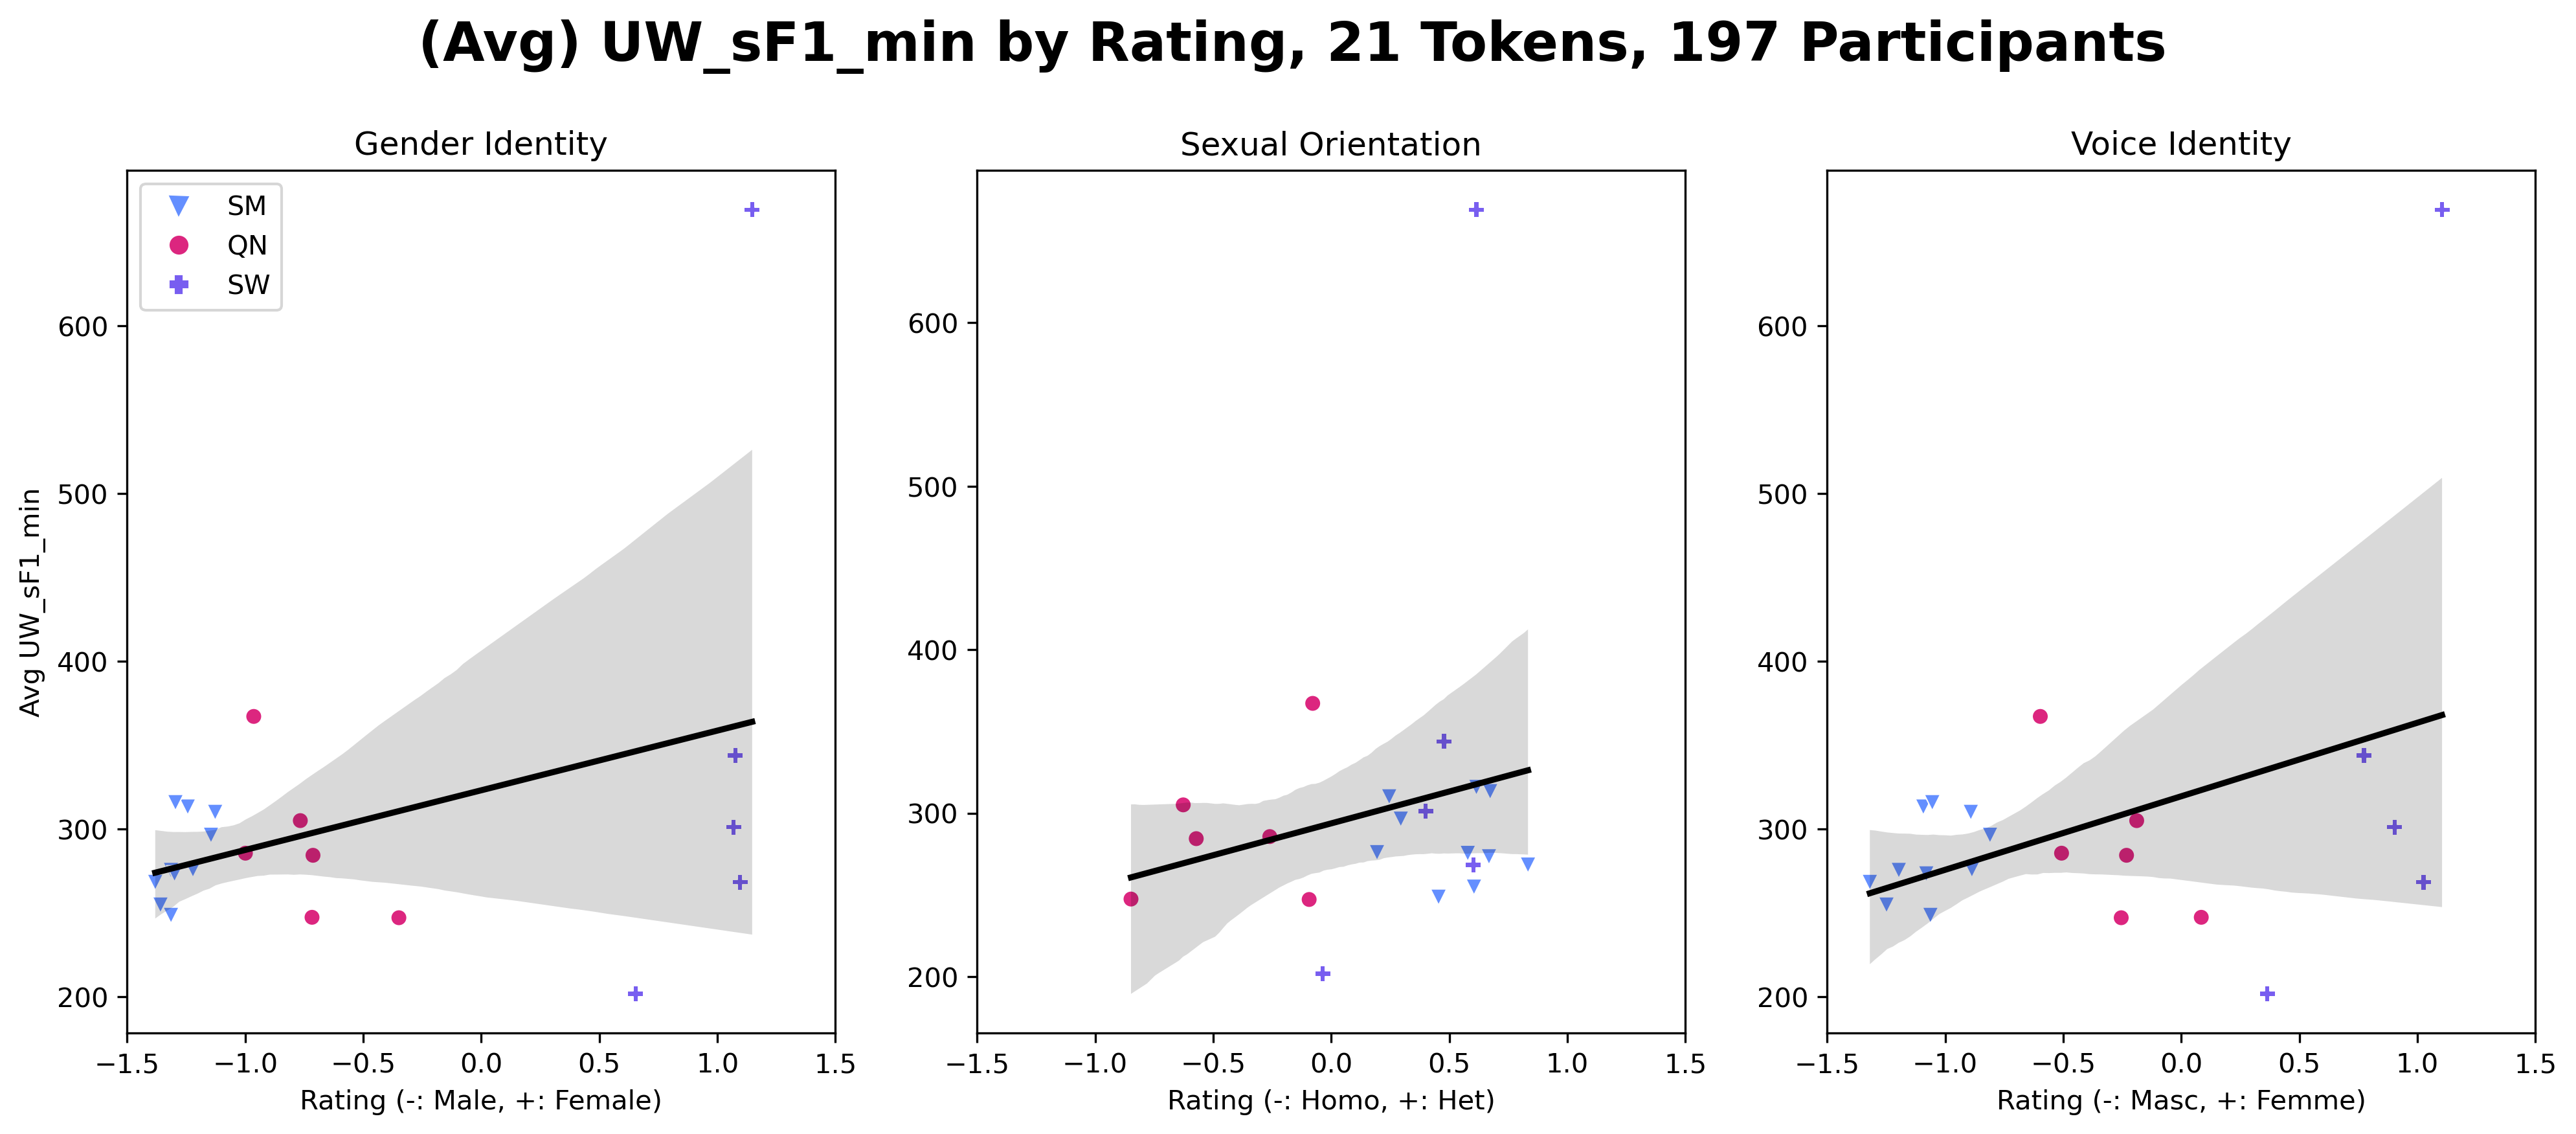 (Avg) UW_sF1_min by Rating, 21 Tokens, 197 Participants
Gender Identity
SM
QN
SW
600
500
400
300
200
Avg UW_sF1_min
−1.5 −1.0 −0.5 0.0 0.5 1.0 1.5
Rating (-: Male, +: Female)
Sexual Orientation
600
500
400
300
200
−1.5 −1.0 −0.5 0.0 0.5 1.0 1.5
Rating (-: Homo, +: Het)
Voice Identity
600
500
400
300
200
−1.5 −1.0 −0.5 0.0 0.5 1.0 1.5
Rating (-: Masc, +: Femme)